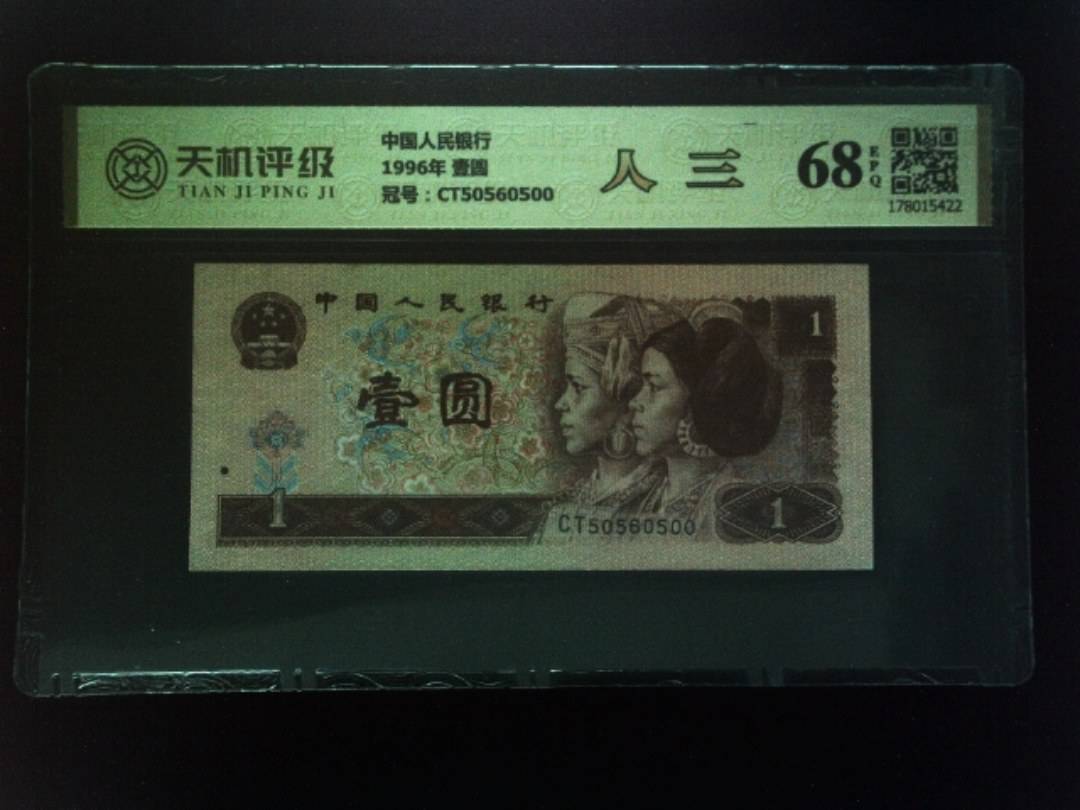 天机评级
TIAN JI PING JI
中国人民银行
1996年 壹圆
冠号：CT50560500
人三
68
EPQ
178015422
中国人民银行
1
壹圆
1
CT50560500
1